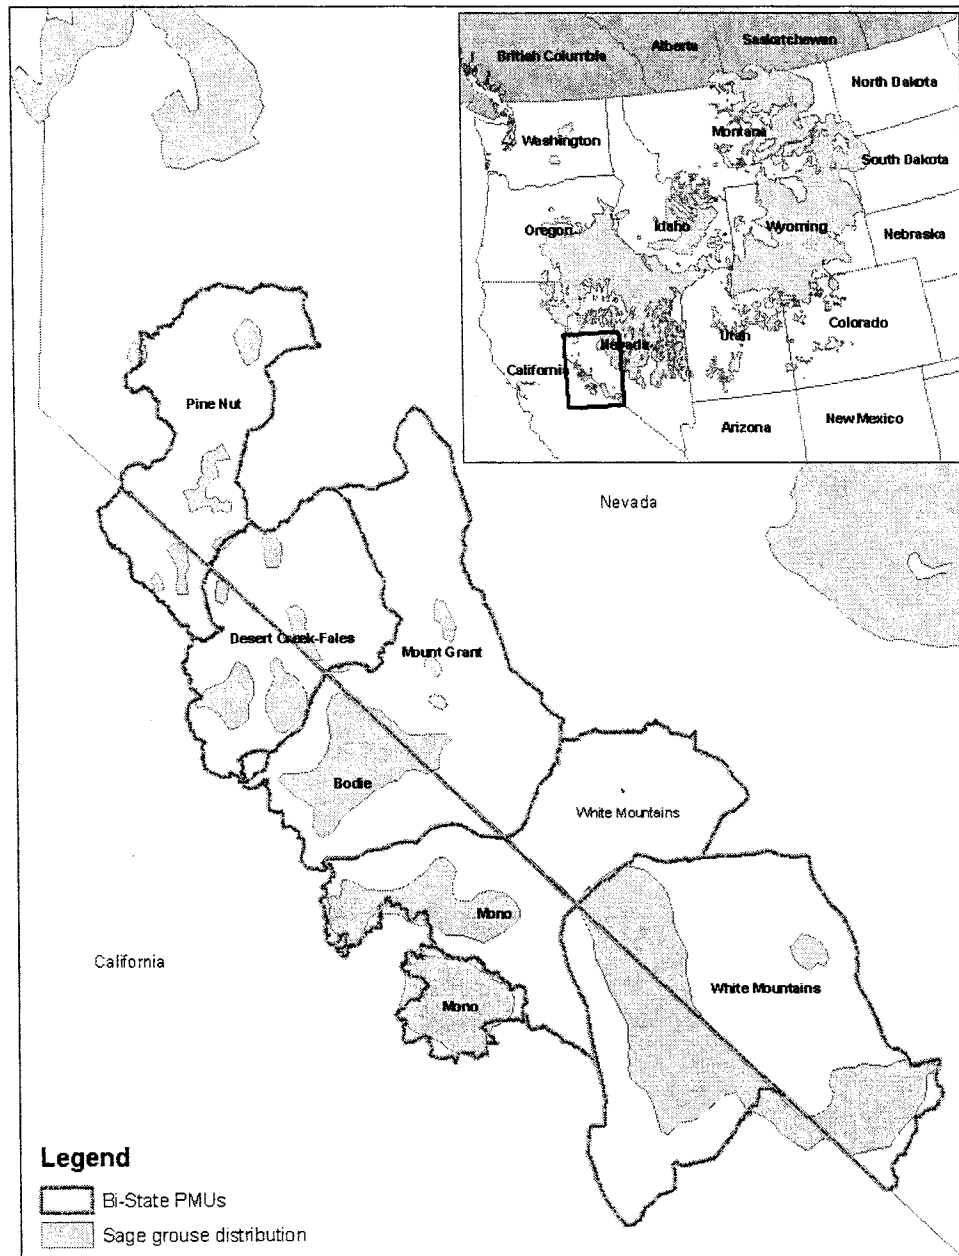 British Columbia
Alberta
Saskatchewan
North Dakota
Washington
Montana
South Dakota
Oregon
Idaho
Wyoming
Nebraska
Nevada
Utah
Colorado
California
Arizona
New Mexico
Pine Nut
Nevada
Desert Creek-Fales
Mount Grant
Bodie
White Mountains
Mono
California
White Mountains
Mono
Legend
Bi-State PMUs
Sage grouse distribution